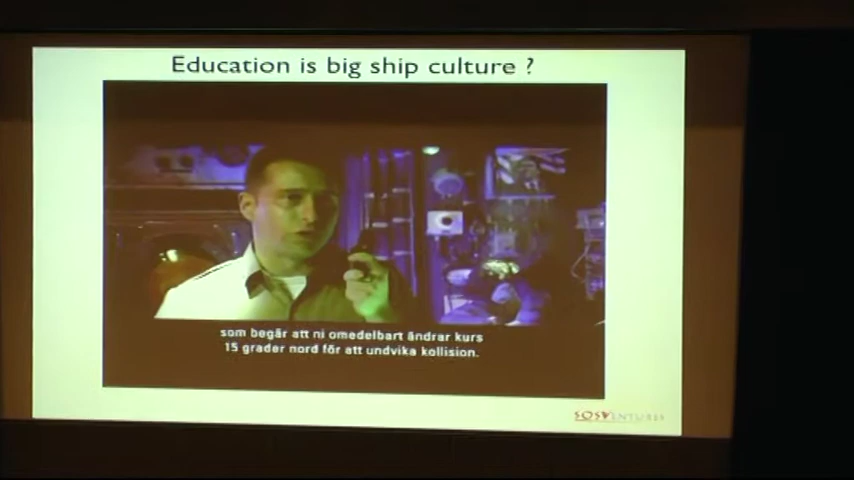 Education is big ship culture ?
som begär att ni omedelbart ändrar kurs
15 grader nord för att undvika kollision.
SOSVENTURES